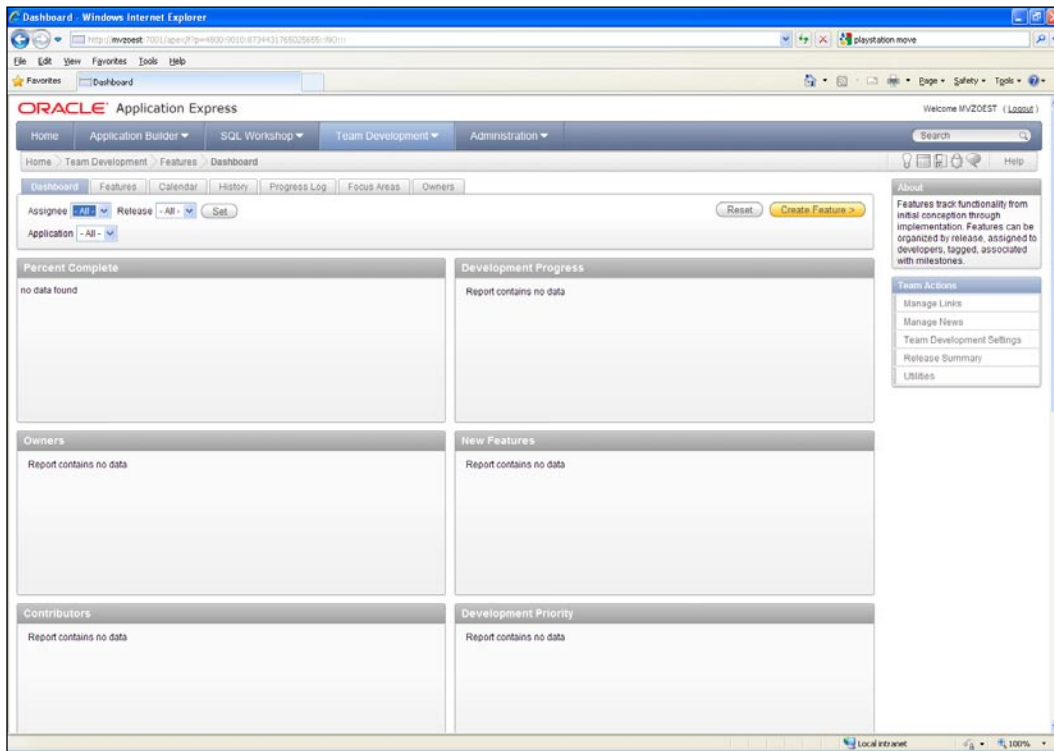 Dashboard - Windows Internet Explorer
playstation move
File Edit View Favorites Tools Help
Favorites Dashboard
Page Safety Tools
ORACLE Application Express
Welcome MVZOEST ( Logout )
Home Application Builder SQL Workshop Team Development Administration
Search
Home Team Development Features Dashboard
Help
Dashboard Features Calendar History Progress Log Focus Areas Owners
Assignee - All - Release - All - Set
Reset Create Feature >
Application - All -
About
Features track functionality from
initial conception through
implementation. Features can be
organized by release, assigned to
developers, tagged, associated
with milestones.
Team Actions
Manage Links
Manage News
Team Development Settings
Release Summary
Utilities
Percent Complete
no data found
Development Progress
Report contains no data
Owners
Report contains no data
New Features
Report contains no data
Contributors
Report contains no data
Development Priority
Report contains no data
Local intranet 100%